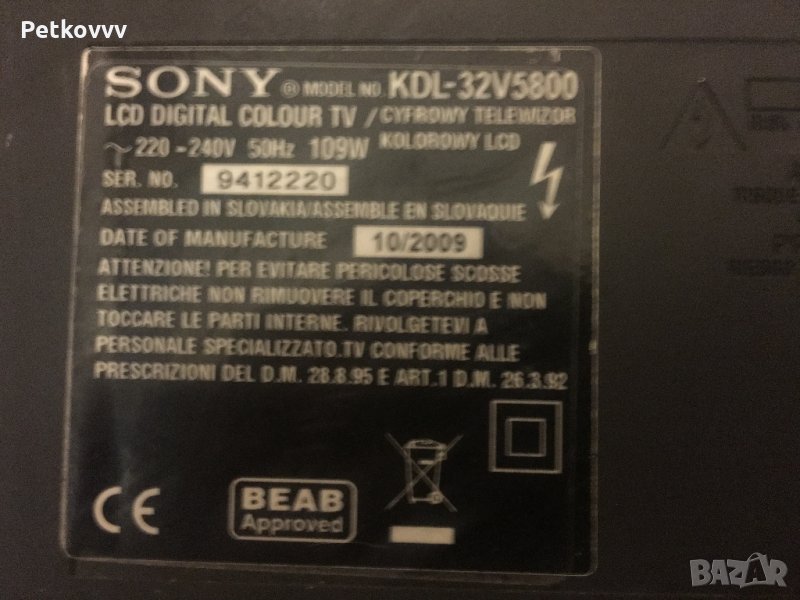 Petkovvv
SONY ® MODEL NO. KDL-32V5800
LCD DIGITAL COLOUR TV / CYFROWY TELEWIZOR
KOLOROWY LCD
~ 220 -240V 50Hz 109W
SER. NO. 9412220
ASSEMBLED IN SLOVAKIA/ASSEMBLE EN SLOVAQUIE
DATE OF MANUFACTURE 10/2009
ATTENZIONE! PER EVITARE PERICOLOSE SCOSSE
ELETTRICHE NON RIMUOVERE IL COPERCHIO E NON
TOCCARE LE PARTI INTERNE. RIVOLGETEVI A
PERSONALE SPECIALIZZATO.TV CONFORME ALLE
PRESCRIZIONI DEL D.M. 28.8.95 E ART.1 D.M. 26.3.92
CE
BEAB
Approved
BAZAR